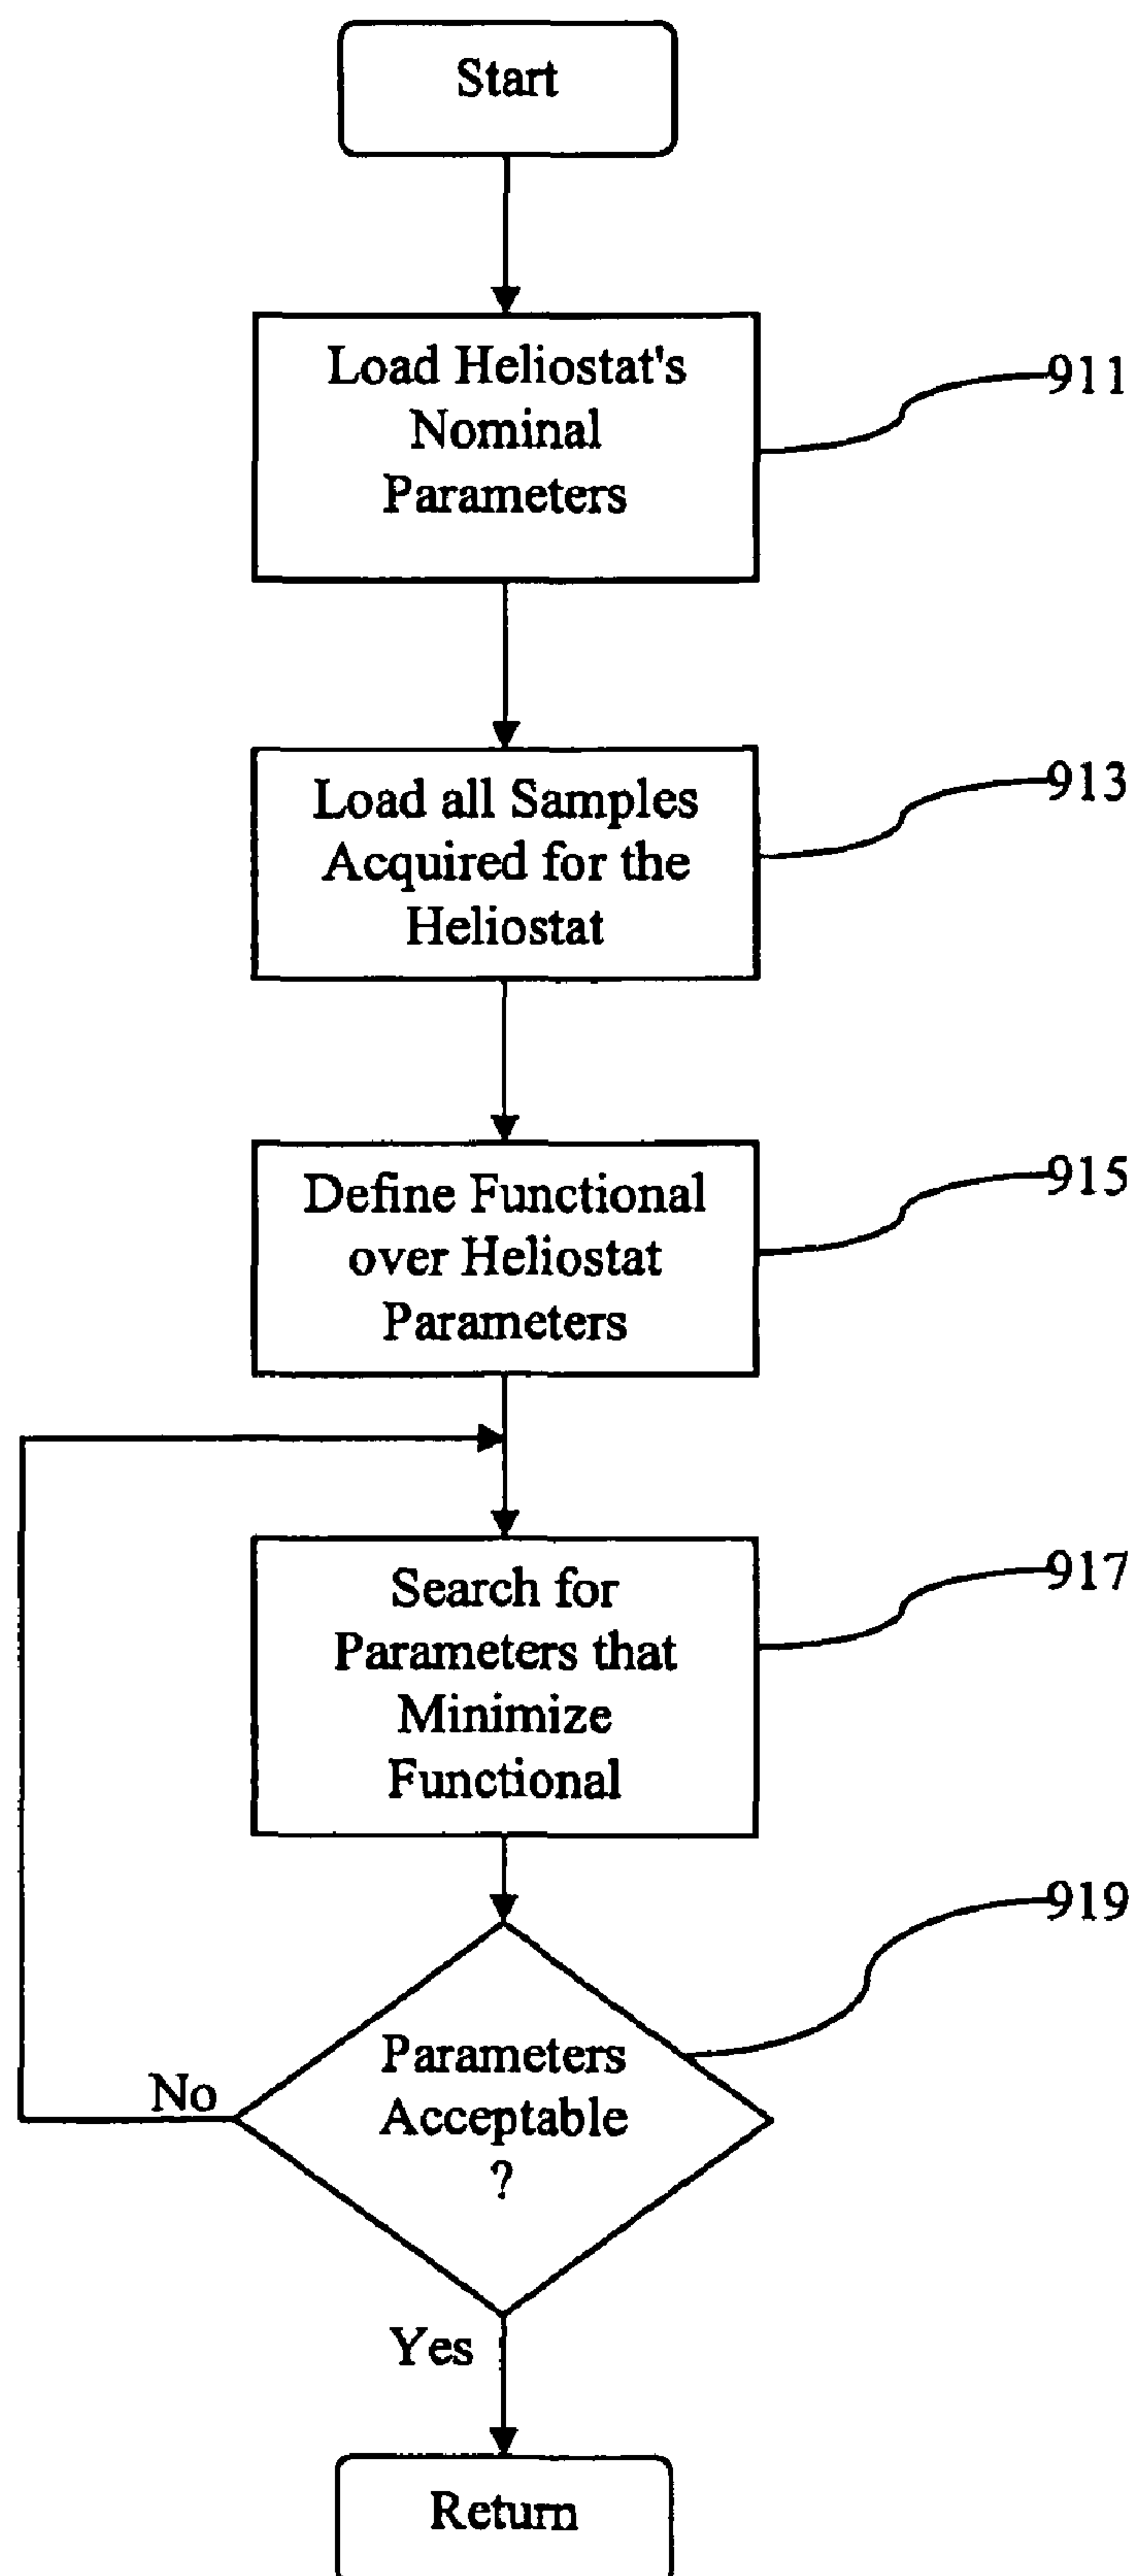 Start
Load Heliostat's
Nominal
Parameters
911
Load all Samples
Acquired for the
Heliostat
913
Define Functional
over Heliostat
Parameters
915
Search for
Parameters that
Minimize
Functional
917
Parameters
Acceptable
?
919
No
Yes
Return